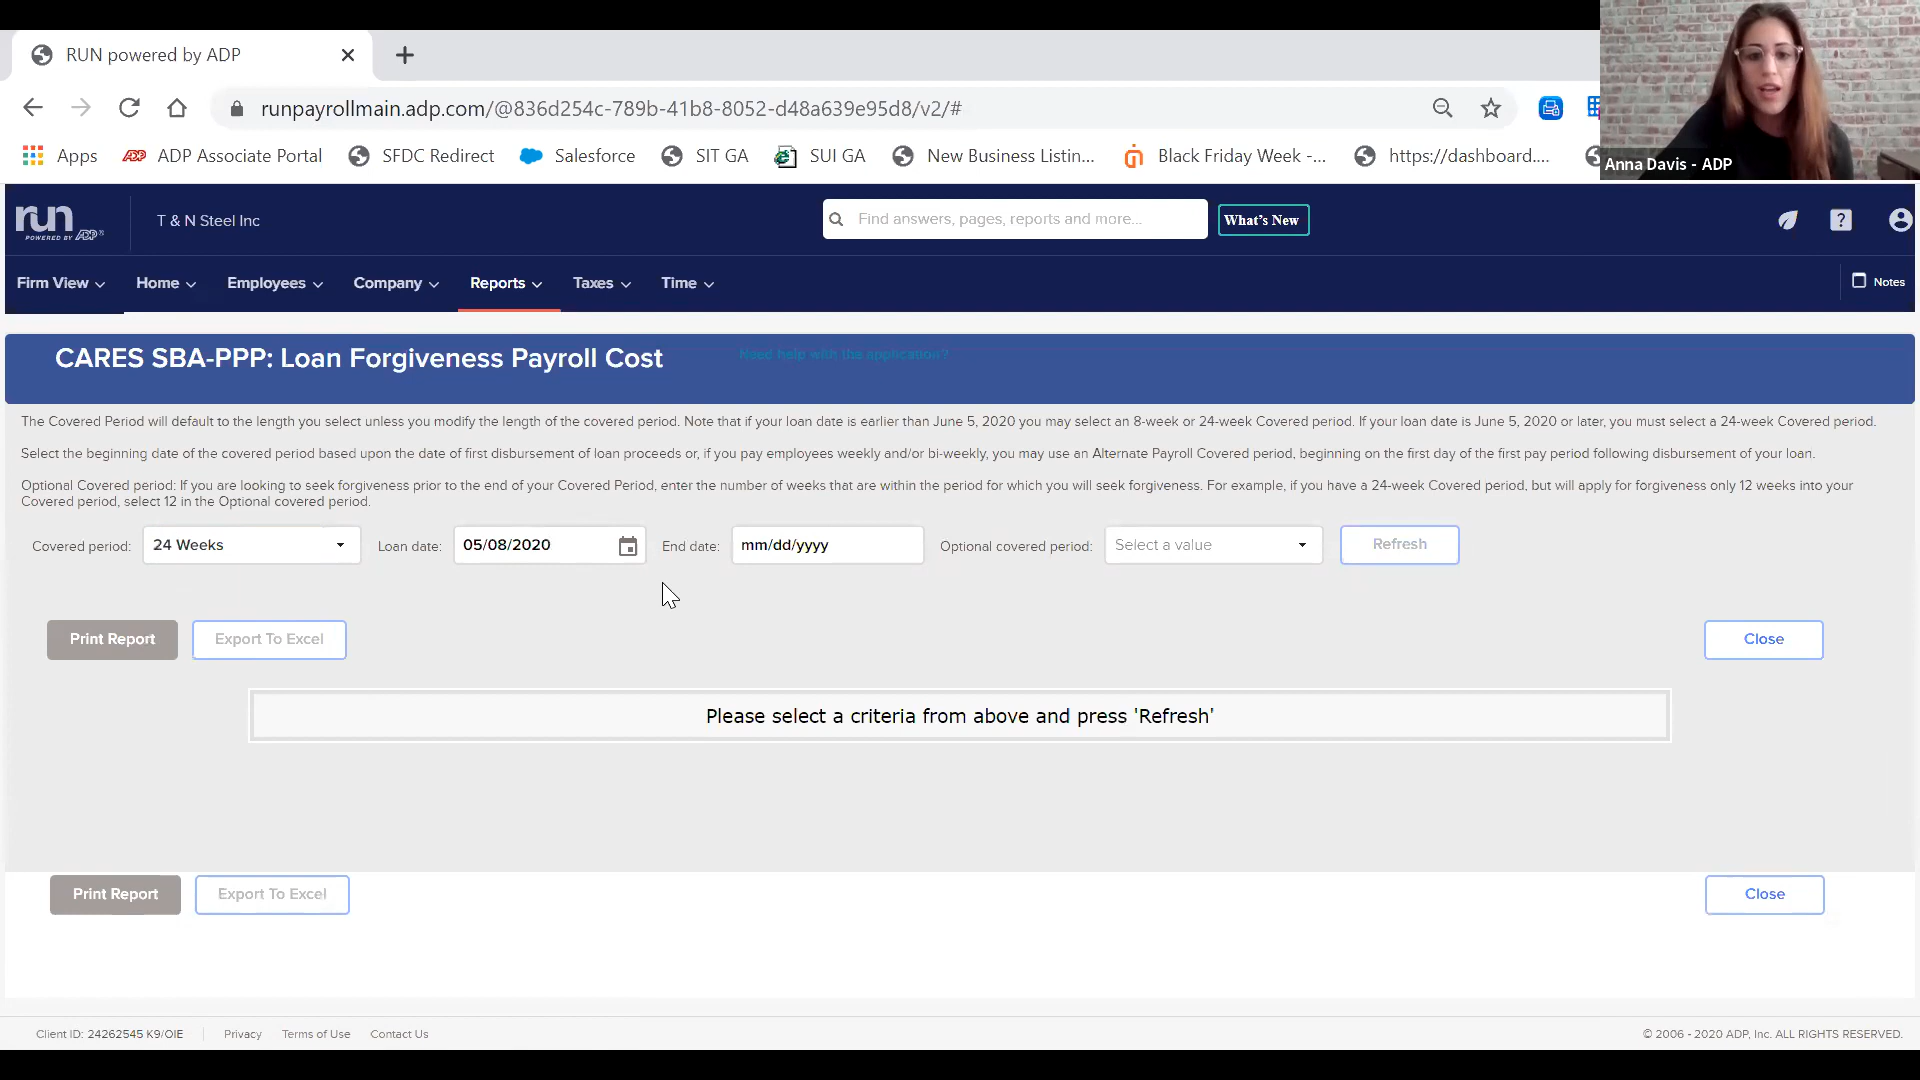 RUN powered by ADP
runpayrollmain.adp.com/@836d254c-789b-41b8-8052-d48a639e95d8/v2/#
Apps
ADP Associate Portal
SFDC Redirect
Salesforce
SIT GA
SUI GA
New Business Listin...
Black Friday Week -...
https://dashboard....
Anna Davis - ADP
run
POWERED BY ADP
T & N Steel Inc
Find answers, pages, reports and more...
What's New
?
Firm View
Home
Employees
Company
Reports
Taxes
Time
Notes
CARES SBA-PPP: Loan Forgiveness Payroll Cost
Need help with the application?
The Covered Period will default to the length you select unless you modify the length of the covered period. Note that if your loan date is earlier than June 5, 2020 you may select an 8-week or 24-week Covered period. If your loan date is June 5, 2020 or later, you must select a 24-week Covered period.
Select the beginning date of the covered period based upon the date of first disbursement of loan proceeds or, if you pay employees weekly and/or bi-weekly, you may use an Alternate Payroll Covered period, beginning on the first day of the first pay period following disbursement of your loan.
Optional Covered period: If you are looking to seek forgiveness prior to the end of your Covered Period, enter the number of weeks that are within the period for which you will seek forgiveness. For example, if you have a 24-week Covered period, but will apply for forgiveness only 12 weeks into your
Covered period, select 12 in the Optional covered period.
Covered period: 24 Weeks Loan date: 05/08/2020 End date: mm/dd/yyyy Optional covered period: Select a value Refresh
Print Report Export To Excel Close
Please select a criteria from above and press 'Refresh'
Print Report Export To Excel Close
Client ID: 24262545 K9/OIE Privacy Terms of Use Contact Us © 2006 - 2020 ADP, Inc. ALL RIGHTS RESERVED.